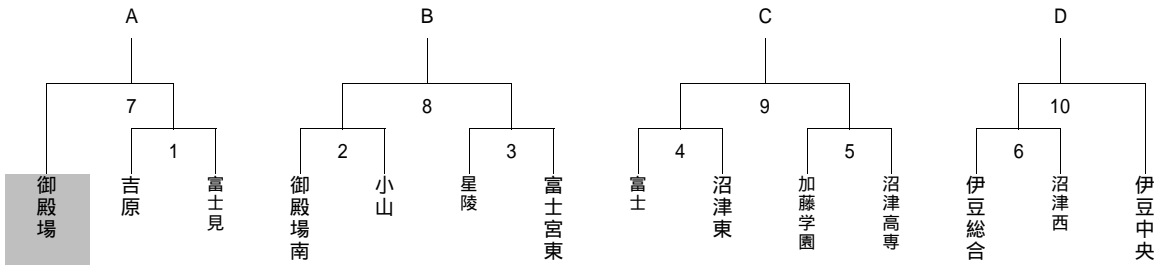 A
B
C
D
7
8
9
10
1
2
3
4
5
6
御殿場
吉原
富士見
御殿場南
小山
星陵
富士宮東
富士
沼津東
加藤学園
沼津高専
伊豆総合
沼津西
伊豆中央